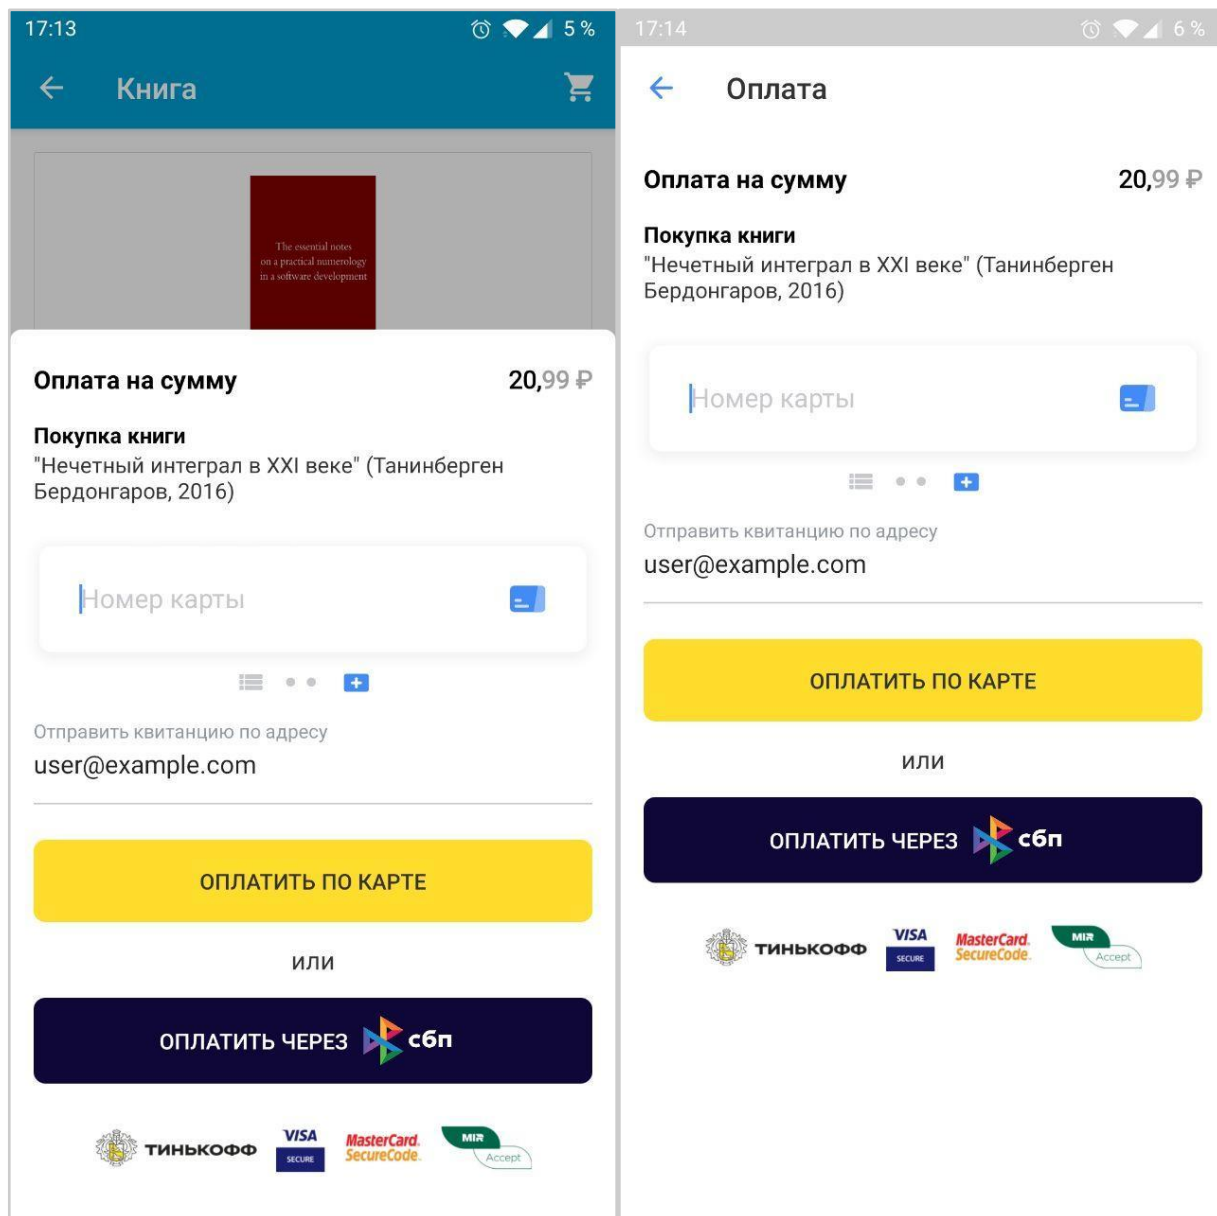 17:13
5 %
Книга
The essential notes
on a practical numerology
in a software development
Оплата на сумму
20,99 ₽
Покупка книги
"Нечетный интеграл в XXI веке" (Танинберген
Бердонгаров, 2016)
Номер карты
Отправить квитанцию по адресу
user@example.com
ОПЛАТИТЬ ПО КАРТЕ
или
ОПЛАТИТЬ ЧЕРЕЗ сбп
ТИНЬКОФФ
VISA
SECURE
MasterCard.
SecureCode.
MIR
Accept
17:14
6 %
Оплата
Оплата на сумму
20,99 ₽
Покупка книги
"Нечетный интеграл в XXI веке" (Танинберген
Бердонгаров, 2016)
Номер карты
Отправить квитанцию по адресу
user@example.com
ОПЛАТИТЬ ПО КАРТЕ
или
ОПЛАТИТЬ ЧЕРЕЗ сбп
ТИНЬКОФФ
VISA
SECURE
MasterCard.
SecureCode.
MIR
Accept